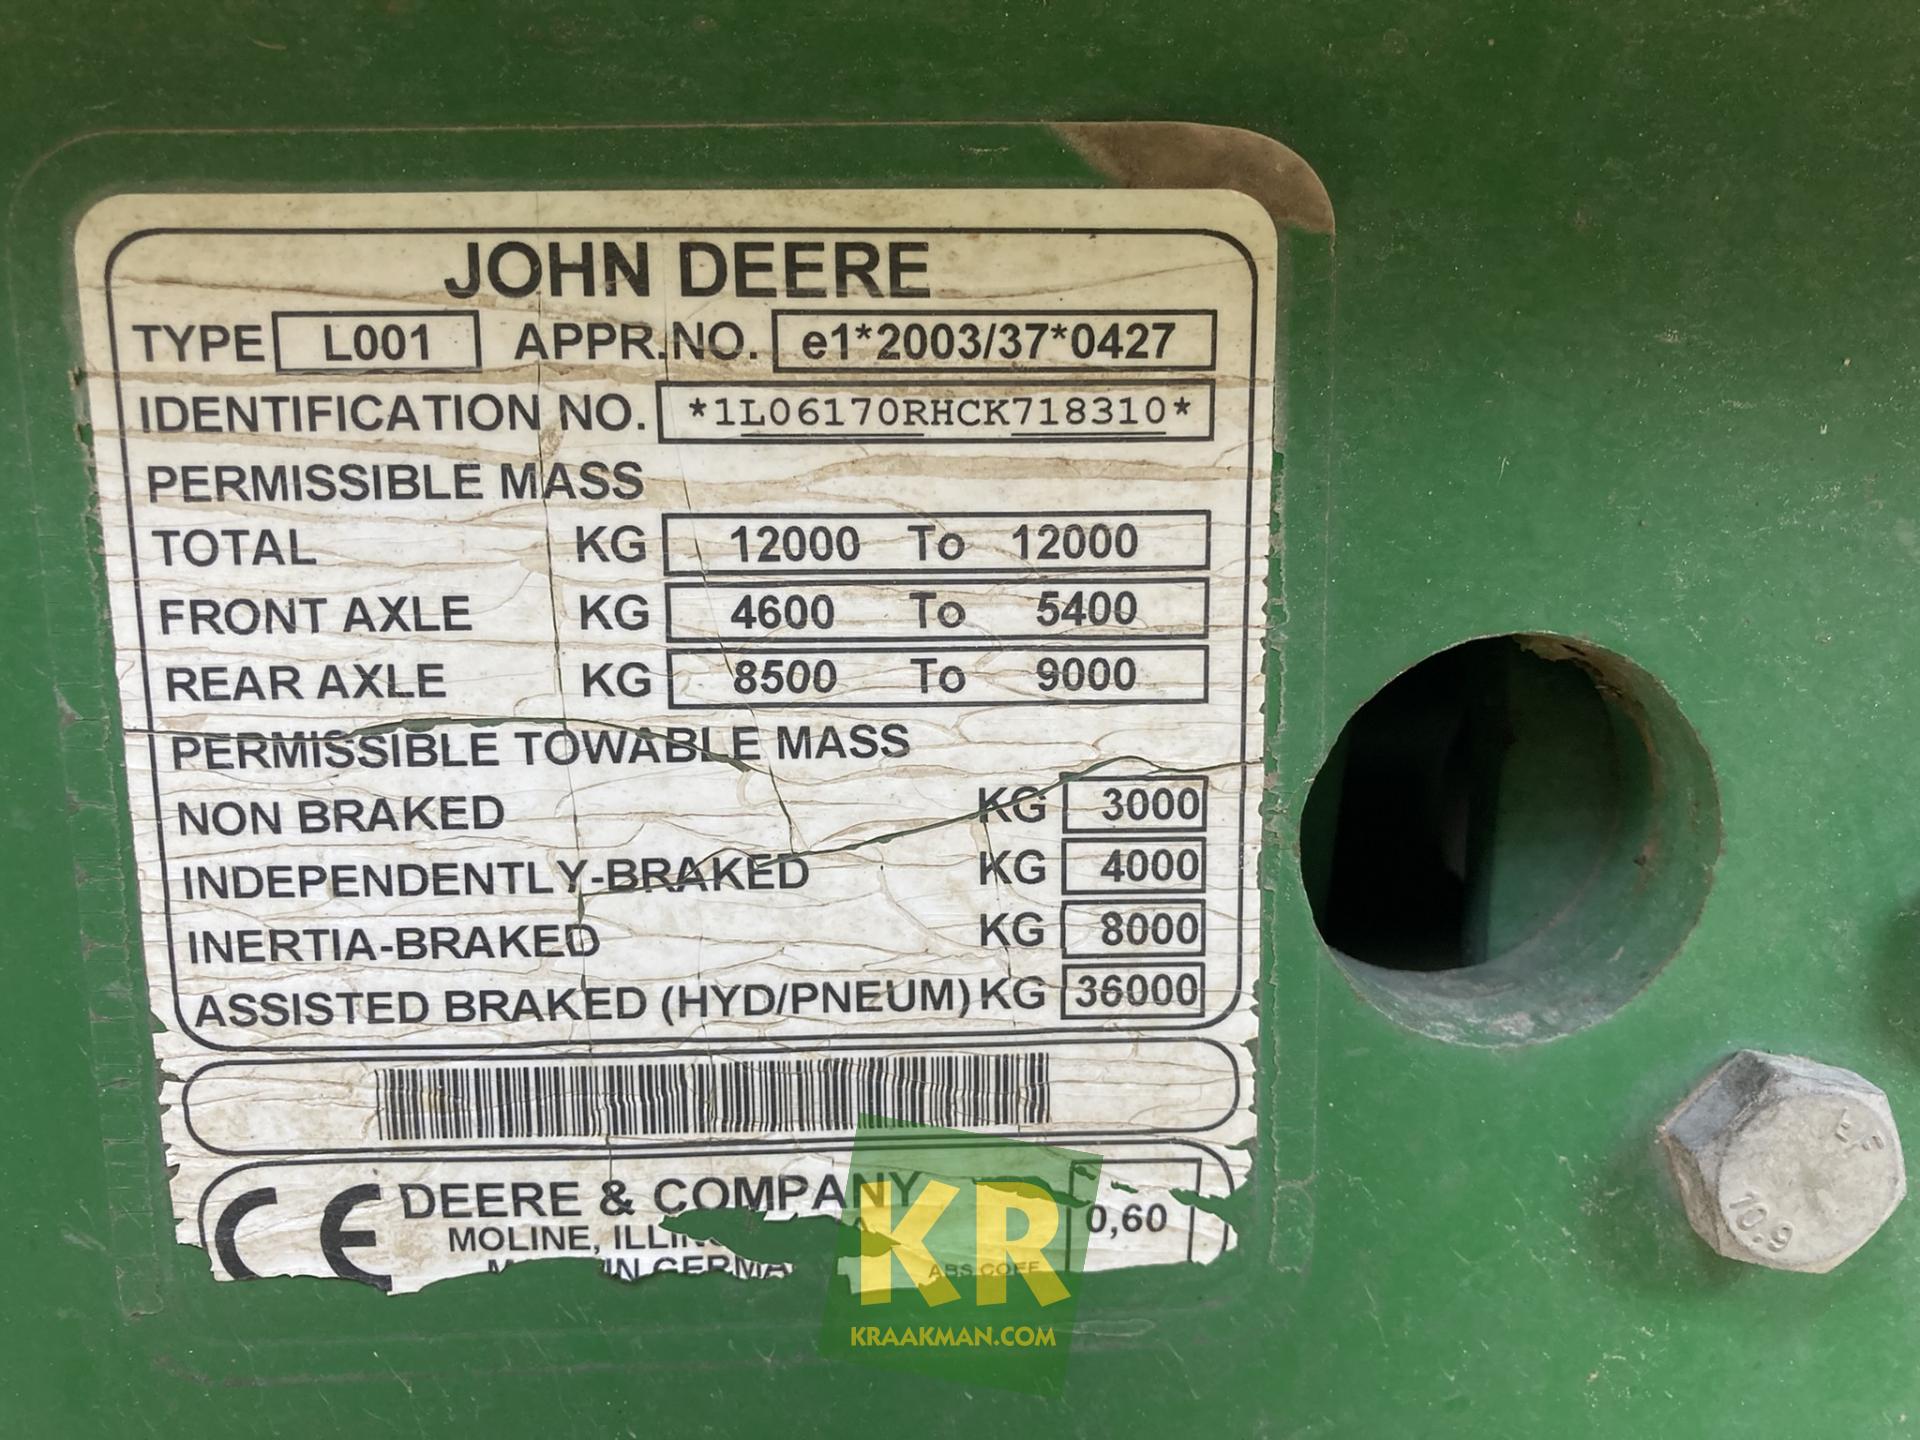 JOHN DEERE
TYPE L001 APPR.NO. e1*2003/37*0427
IDENTIFICATION NO. *1L06170RHCK718310*
PERMISSIBLE MASS
TOTAL KG 12000 To 12000
FRONT AXLE KG 4600 To 5400
REAR AXLE KG 8500 To 9000
PERMISSIBLE TOWABLE MASS
NON BRAKED KG 3000
INDEPENDENTLY-BRAKED KG 4000
INERTIA-BRAKED KG 8000
ASSISTED BRAKED (HYD/PNEUM) KG 36000
CE DEERE & COMPANY
MOLINE, 0,60
IN ABS.COEF
KR
KRAAKMAN.COM
10.9